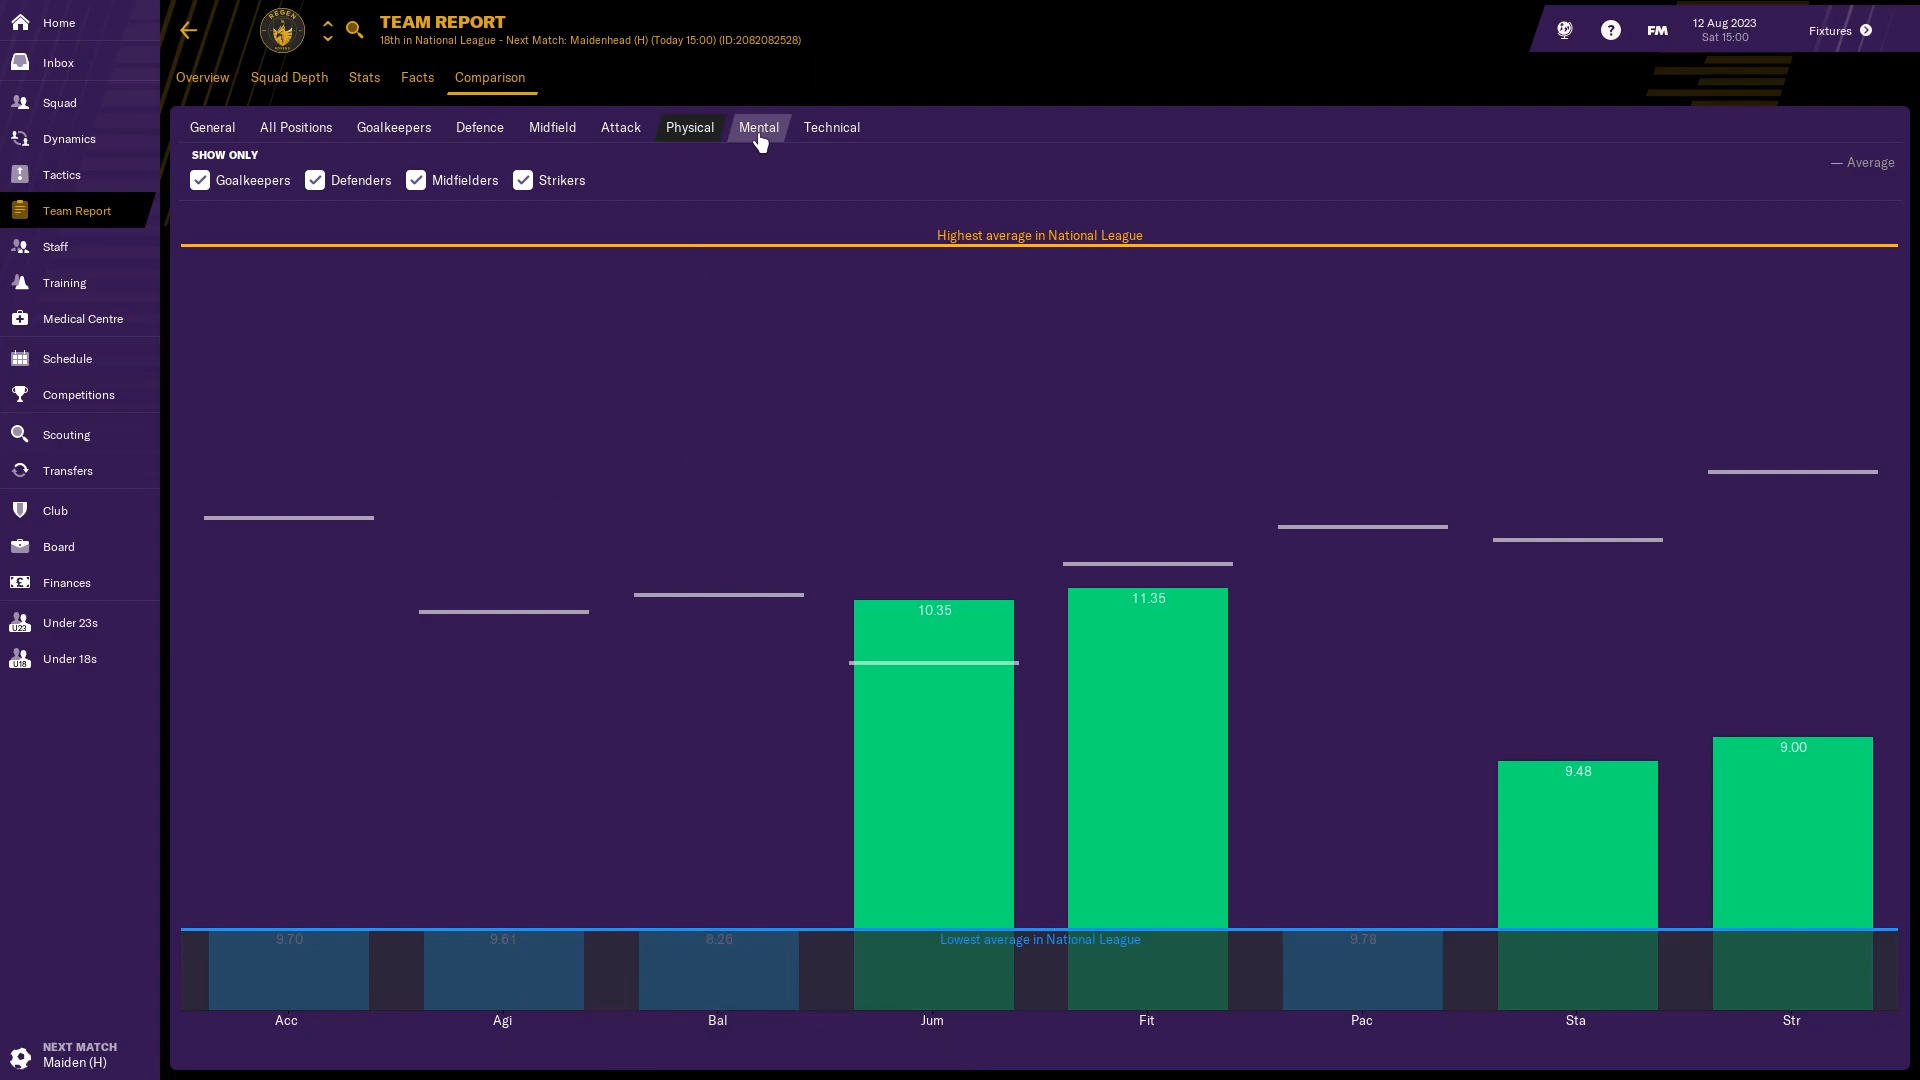 Home
Inbox
Squad
Dynamics
Tactics
Team Report
Staff
Training
Medical Centre
Schedule
Competitions
Scouting
Transfers
Club
Board
Finances
U23
Under 23s
U18
Under 18s
NEXT MATCH
Maiden (H)
REGEN
TEAM REPORT
18th in National League - Next Match: Maidenhead (H) (Today 15:00) (ID:2082082528)
FM
12 Aug 2023
Sat 15:00
Fixtures
Overview Squad Depth Stats Facts Comparison
General All Positions Goalkeepers Defence Midfield Attack Physical Mental Technical
SHOW ONLY
— Average
Goalkeepers Defenders Midfielders Strikers
Highest average in National League
10.35
11.35
9.48
9.00
9.70 9.61 8.26 Lowest average in National League 9.78
Acc Agi Bal Jum Fit Pac Sta Str